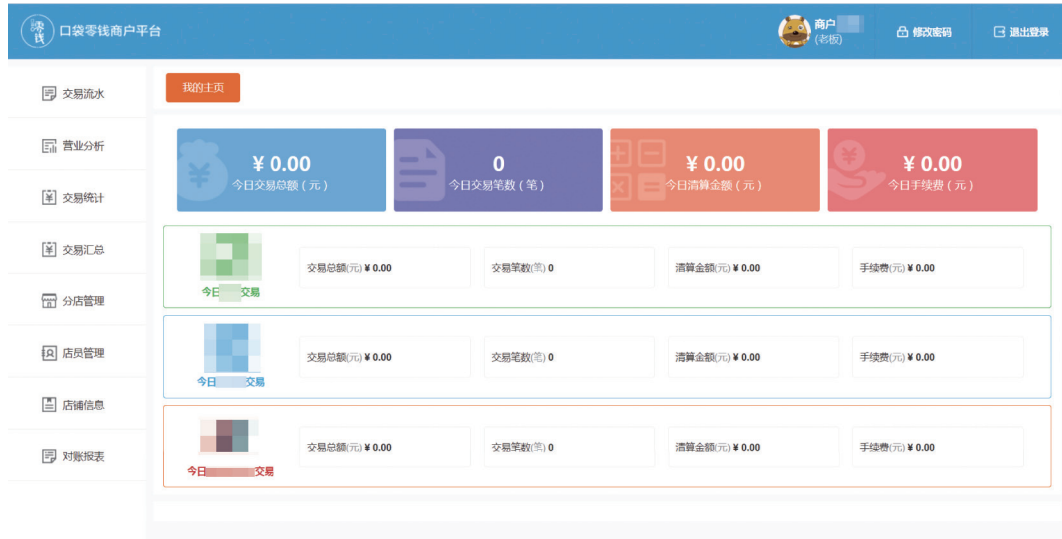 零钱
口袋零钱商户平台
商户
(老板)
修改密码
退出登录
交易流水
营业分析
交易统计
交易汇总
分店管理
店员管理
店铺信息
对账报表
我的主页
¥ 0.00
今日交易总额(元)
0
今日交易笔数(笔)
¥ 0.00
今日清算金额(元)
¥ 0.00
今日手续费(元)
今日 交易
交易总额(元) ¥ 0.00
交易笔数(笔) 0
清算金额(元) ¥ 0.00
手续费(元) ¥ 0.00
今日 交易
交易总额(元) ¥ 0.00
交易笔数(笔) 0
清算金额(元) ¥ 0.00
手续费(元) ¥ 0.00
今日 交易
交易总额(元) ¥ 0.00
交易笔数(笔) 0
清算金额(元) ¥ 0.00
手续费(元) ¥ 0.00